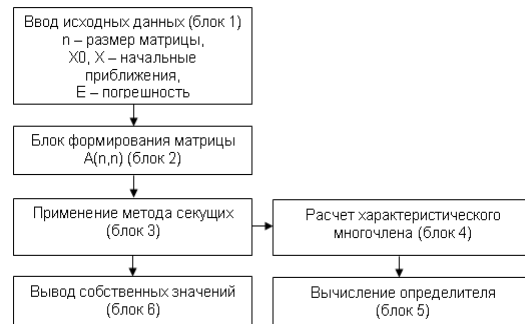 Ввод исходных данных (блок 1)
n – размер матрицы,
X0, X – начальные
приближения,
E – погрешность
Блок формирования матрицы
A(n,n) (блок 2)
Применение метода секущих
(блок 3)
Расчет характеристического
многочлена (блок 4)
Вывод собственных значений
(блок 6)
Вычисление определителя
(блок 5)